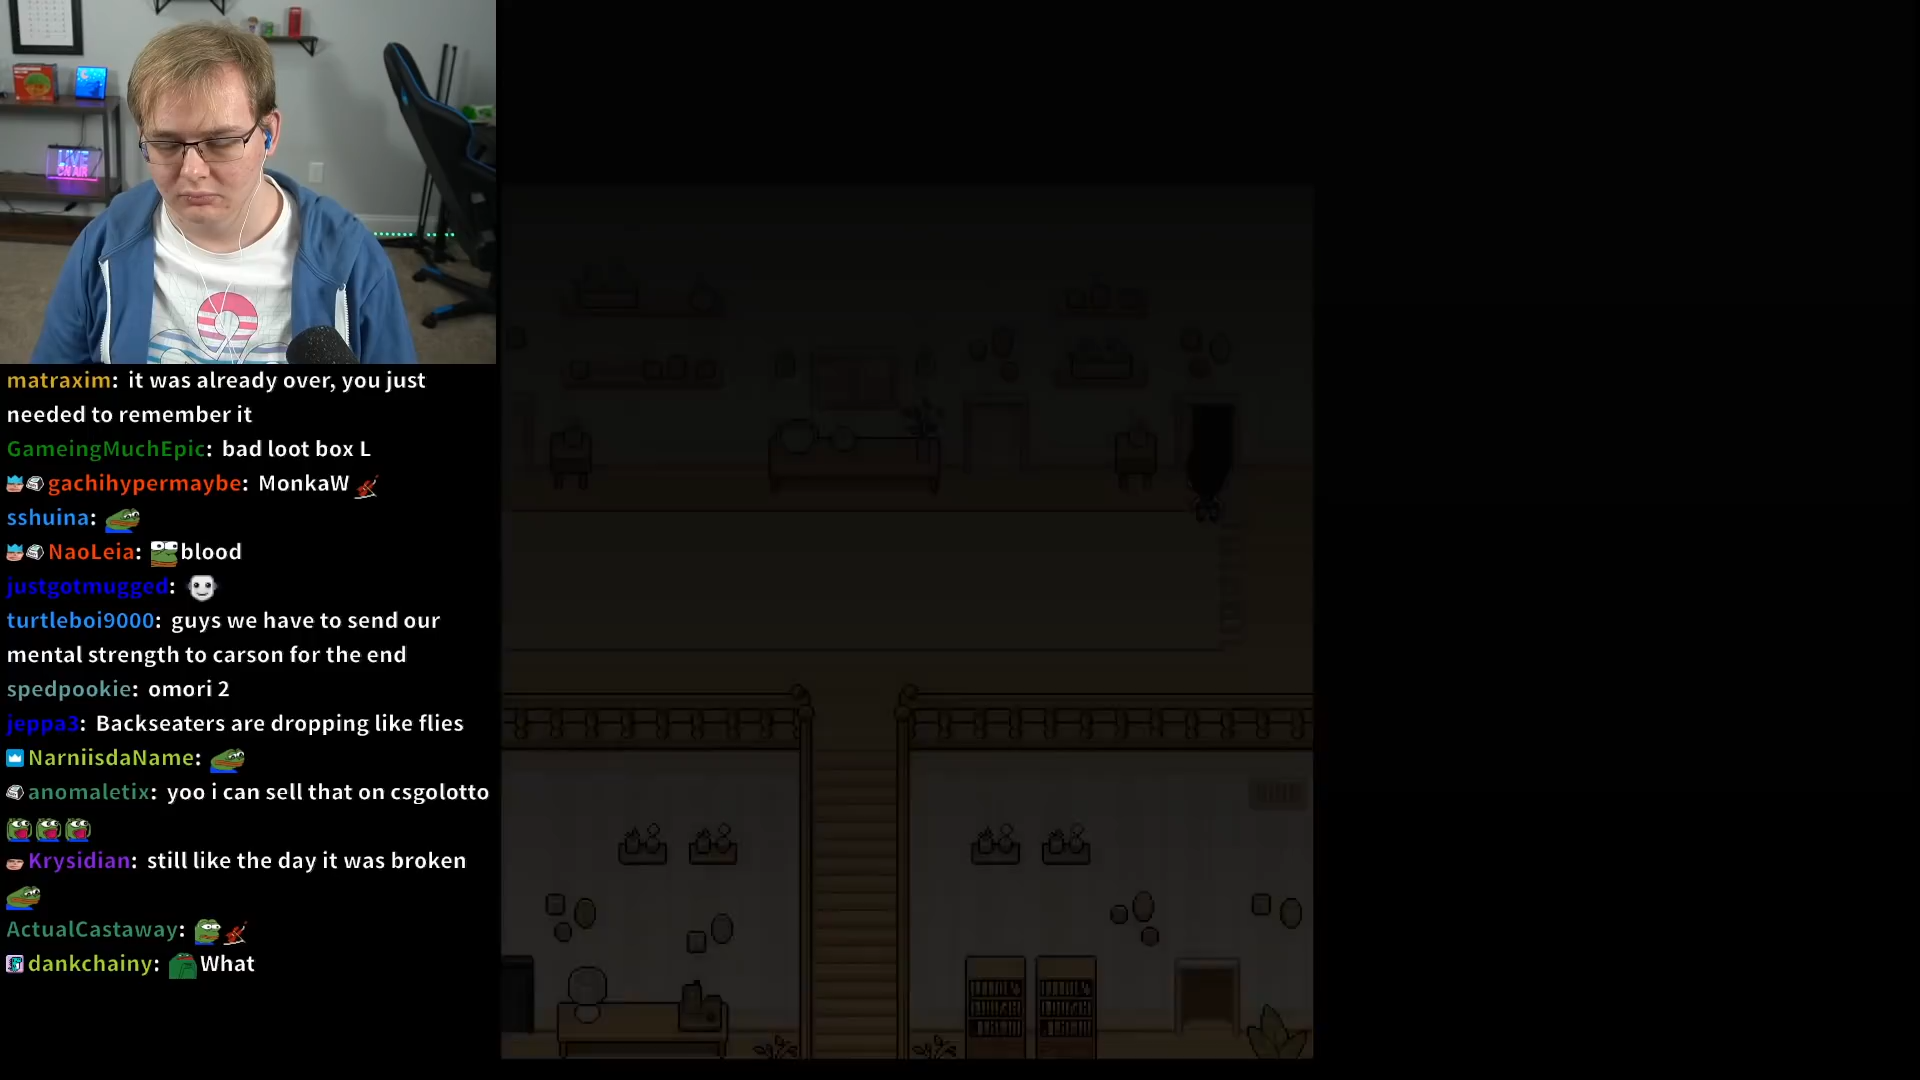 LIVE
ON AIR
matraxim: it was already over, you just
needed to remember it
GameingMuchEpic: bad loot box L
gachihypermaybe: MonkaW
sshuina:
NaoLeia: blood
justgotmugged:
turtleboi9000: guys we have to send our
mental strength to carson for the end
spedpookie: omori 2
jeppa3: Backseaters are dropping like flies
NarniisdaName:
anomaletix: yoo i can sell that on csgolotto
Krysidian: still like the day it was broken
ActualCastaway:
dankchainy: What